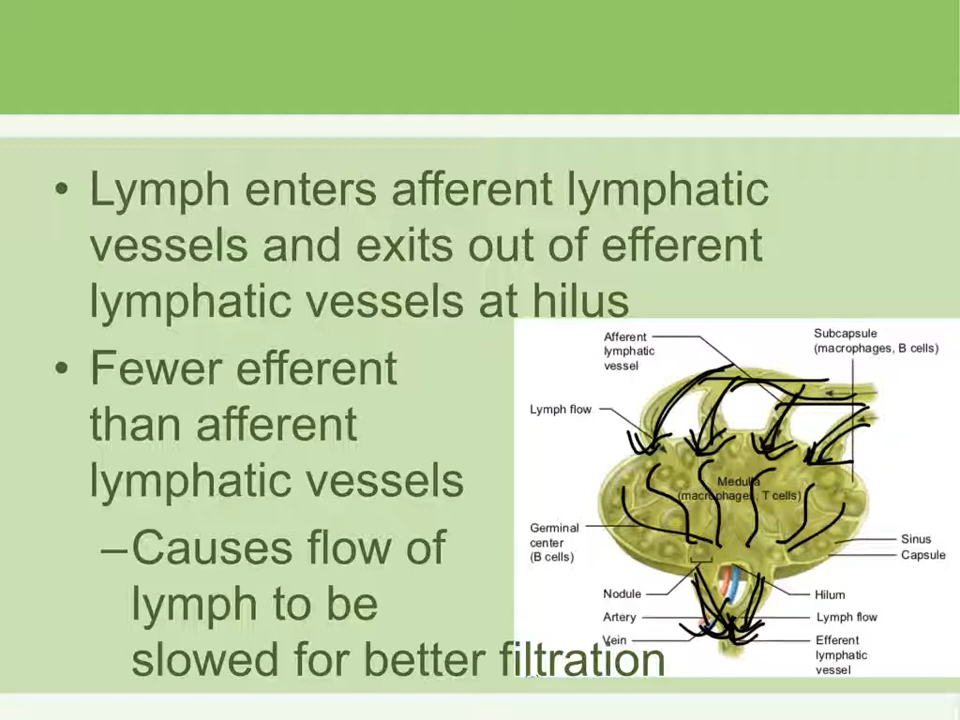 • Lymph enters afferent lymphatic
vessels and exits out of efferent
lymphatic vessels at hilus
• Fewer efferent
than afferent
lymphatic vessels
–Causes flow of
lymph to be
slowed for better filtration
Afferent
lymphatic
vessel
Subcapsule
(macrophages, B cells)
Lymph flow
Medulla
(macrophages, T cells)
Germinal
center
(B cells)
Sinus
Capsule
Nodule
Hilum
Artery
Lymph flow
Vein
Efferent
lymphatic
vessel